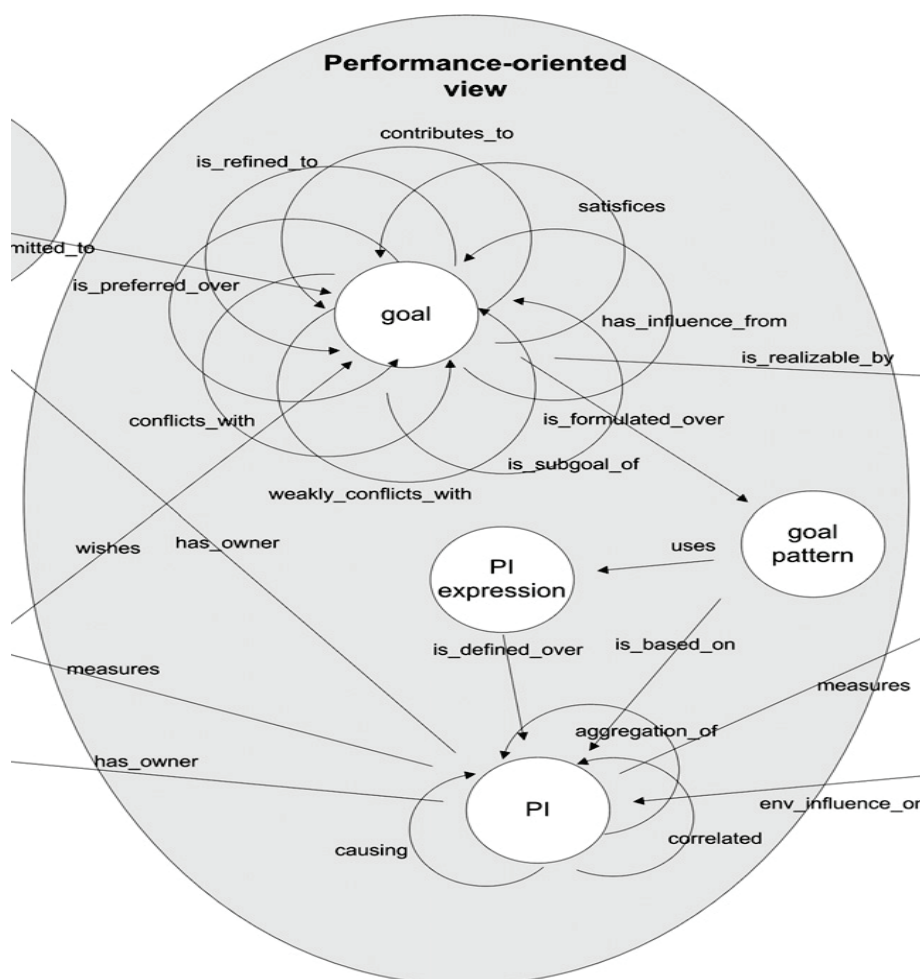 Performance-oriented
view
contributes_to
is_refined_to
satisfices
mitted_to
is_preferred_over
goal
has_influence_from
is_realizable_by
conflicts_with
is_formulated_over
is_subgoal_of
weakly_conflicts_with
wishes
has_owner
uses
goal
pattern
PI
expression
is_defined_over
is_based_on
measures
measures
aggregation_of
has_owner
PI
env_influence_on
causing
correlated